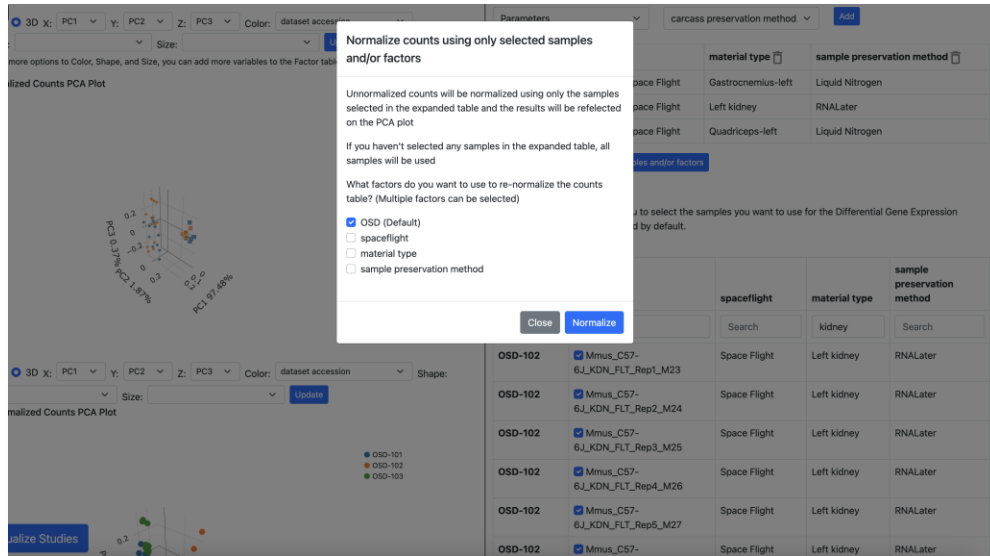 3D X: PC1 Y: PC2 Z: PC3 Color: dataset accession
: Size:
more options to Color, Shape, and Size, you can add more variables to the Factor tabl
lized Counts PCA Plot
0.2
0
-0.2
PC3 0.37%
0
0.2
PC2 1.87%
PC1 97.48%
3D X: PC1 Y: PC2 Z: PC3 Color: dataset accession Shape:
Size: Update
malized Counts PCA Plot
OSD-101
OSD-102
OSD-103
ualize Studies
0.2
Normalize counts using only selected samples
and/or factors
Unnormalized counts will be normalized using only the samples
selected in the expanded table and the results will be refelected
on the PCA plot
If you haven't selected any samples in the expanded table, all
samples will be used
What factors do you want to use to re-normalize the counts
table? (Multiple factors can be selected)
OSD (Default)
spaceflight
material type
sample preservation method
Close Normalize
Parameters carcass preservation method Add
material type sample preservation method
pace Flight Gastrocnemius-left Liquid Nitrogen
pace Flight Left kidney RNALater
pace Flight Quadriceps-left Liquid Nitrogen
ples and/or factors
u to select the samples you want to use for the Differential Gene Expression
d by default.
spaceflight material type sample
preservation
method
Search kidney Search
OSD-102 Mmus_C57- Space Flight Left kidney RNALater
6J_KDN_FLT_Rep1_M23
OSD-102 Mmus_C57- Space Flight Left kidney RNALater
6J_KDN_FLT_Rep2_M24
OSD-102 Mmus_C57- Space Flight Left kidney RNALater
6J_KDN_FLT_Rep3_M25
OSD-102 Mmus_C57- Space Flight Left kidney RNALater
6J_KDN_FLT_Rep4_M26
OSD-102 Mmus_C57- Space Flight Left kidney RNALater
6J_KDN_FLT_Rep5_M27
OSD-102 Mmus_C57- Space Flight Left kidney RNALater